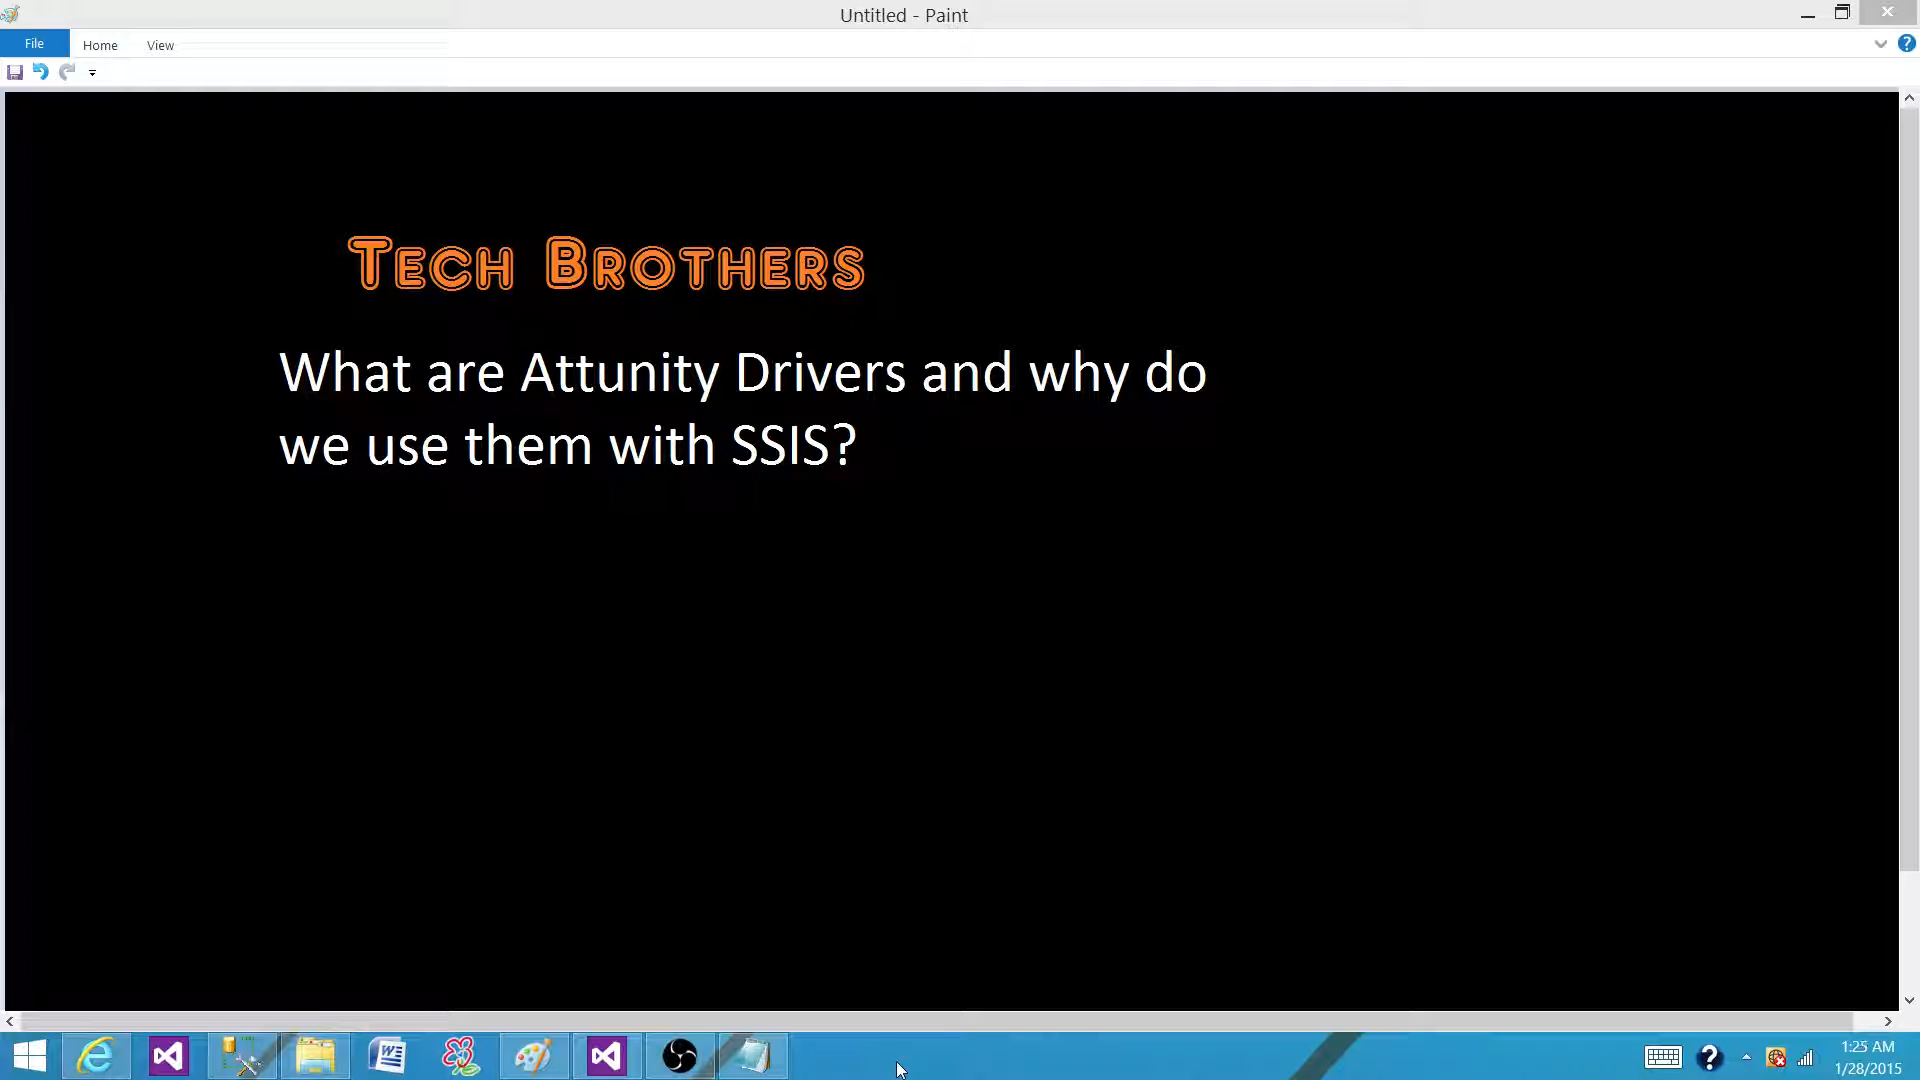 Untitled - Paint
File Home View
Tech Brothers
What are Attunity Drivers and why do
we use them with SSIS?
1:25 AM
1/28/2015